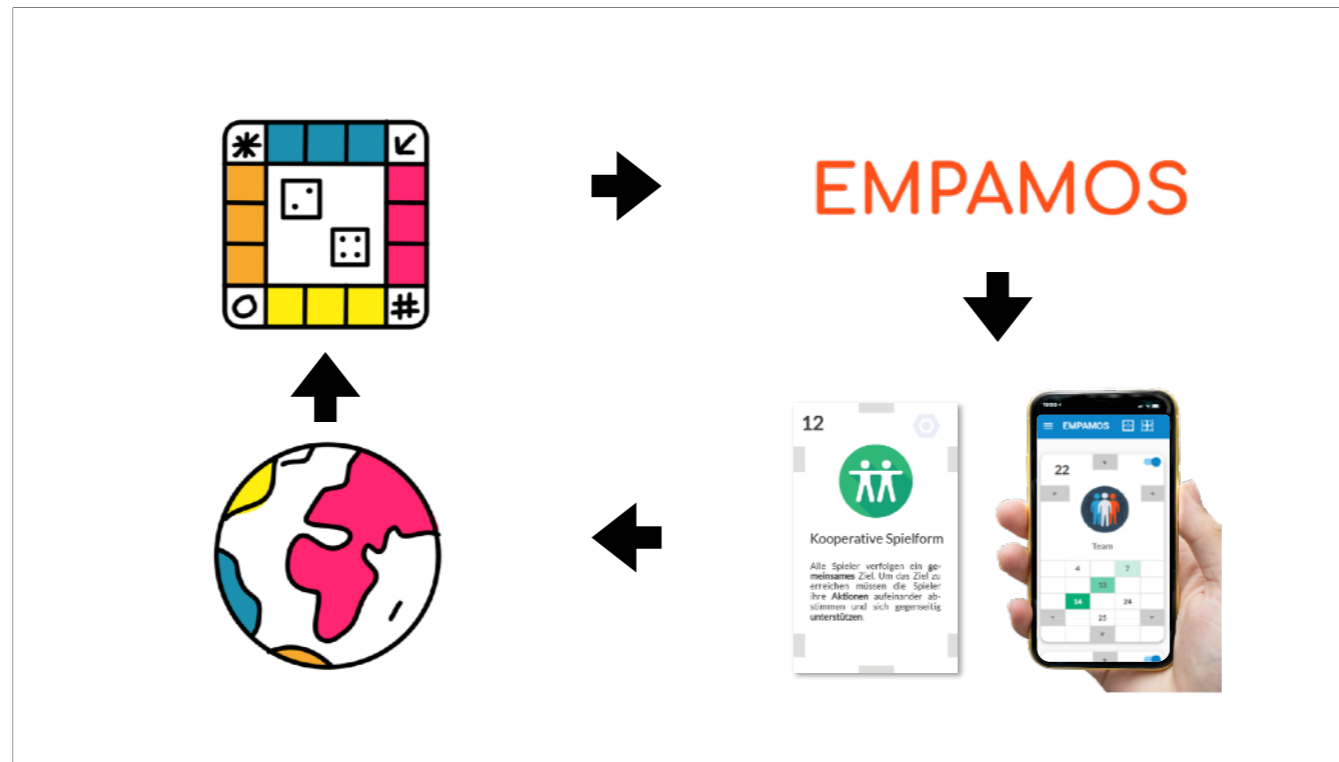 EMPAMOS
12
Kooperative Spielform
Alle Spieler verfolgen ein ge-
meinsames Ziel. Um das Ziel zu
erreichen müssen die Spieler
ihre Aktionen aufeinander ab-
stimmen und sich gegenseitig
unterstützen.
EMPAMOS
22
Team
4 7
13
14 24
25